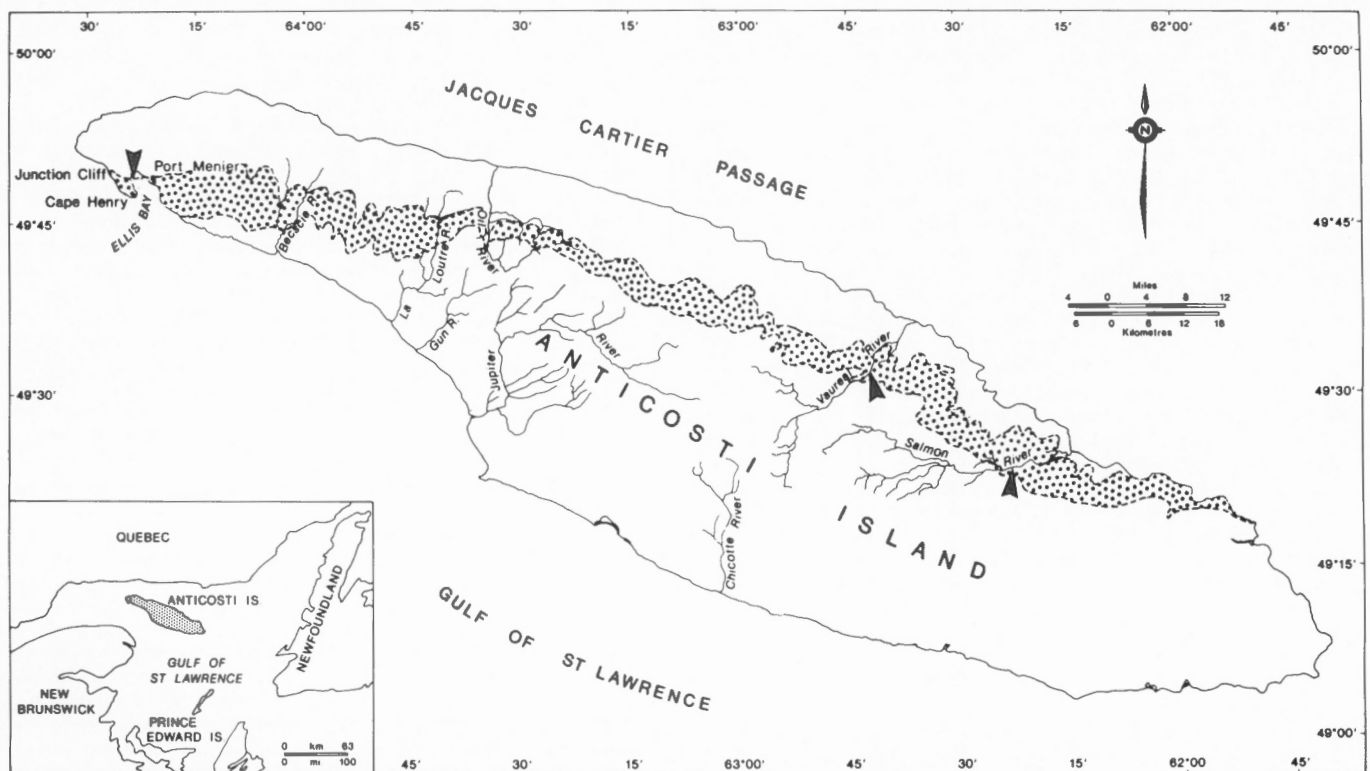 30' 15' 64°00' 45' 30' 15' 63°00' 45' 30' 15' 62°00' 45'
50°00' 50°00'
JACQUES CARTIER PASSAGE
N
Junction Cliff
Port Menier
Cape Henry
ELLIS BAY
49°45' 49°45'
Becscie R.
La Loutre R.
Oil River
Gun R.
Jupiter River
Miles
4 0 4 8 12
6 0 6 12 18
Kilometres
ANTICOSTI ISLAND
Vaureal River
49°30' 49°30'
Salmon River
Chicotte River
49°15' 49°15'
GULF OF ST LAWRENCE
49°00'
45' 30' 15' 63°00' 45' 30' 15' 62°00' 45'
QUEBEC
ANTICOSTI IS
NEWFOUNDLAND
GULF OF
ST LAWRENCE
NEW
BRUNSWICK
PRINCE
EDWARD IS
0 km 63
0 mi 100